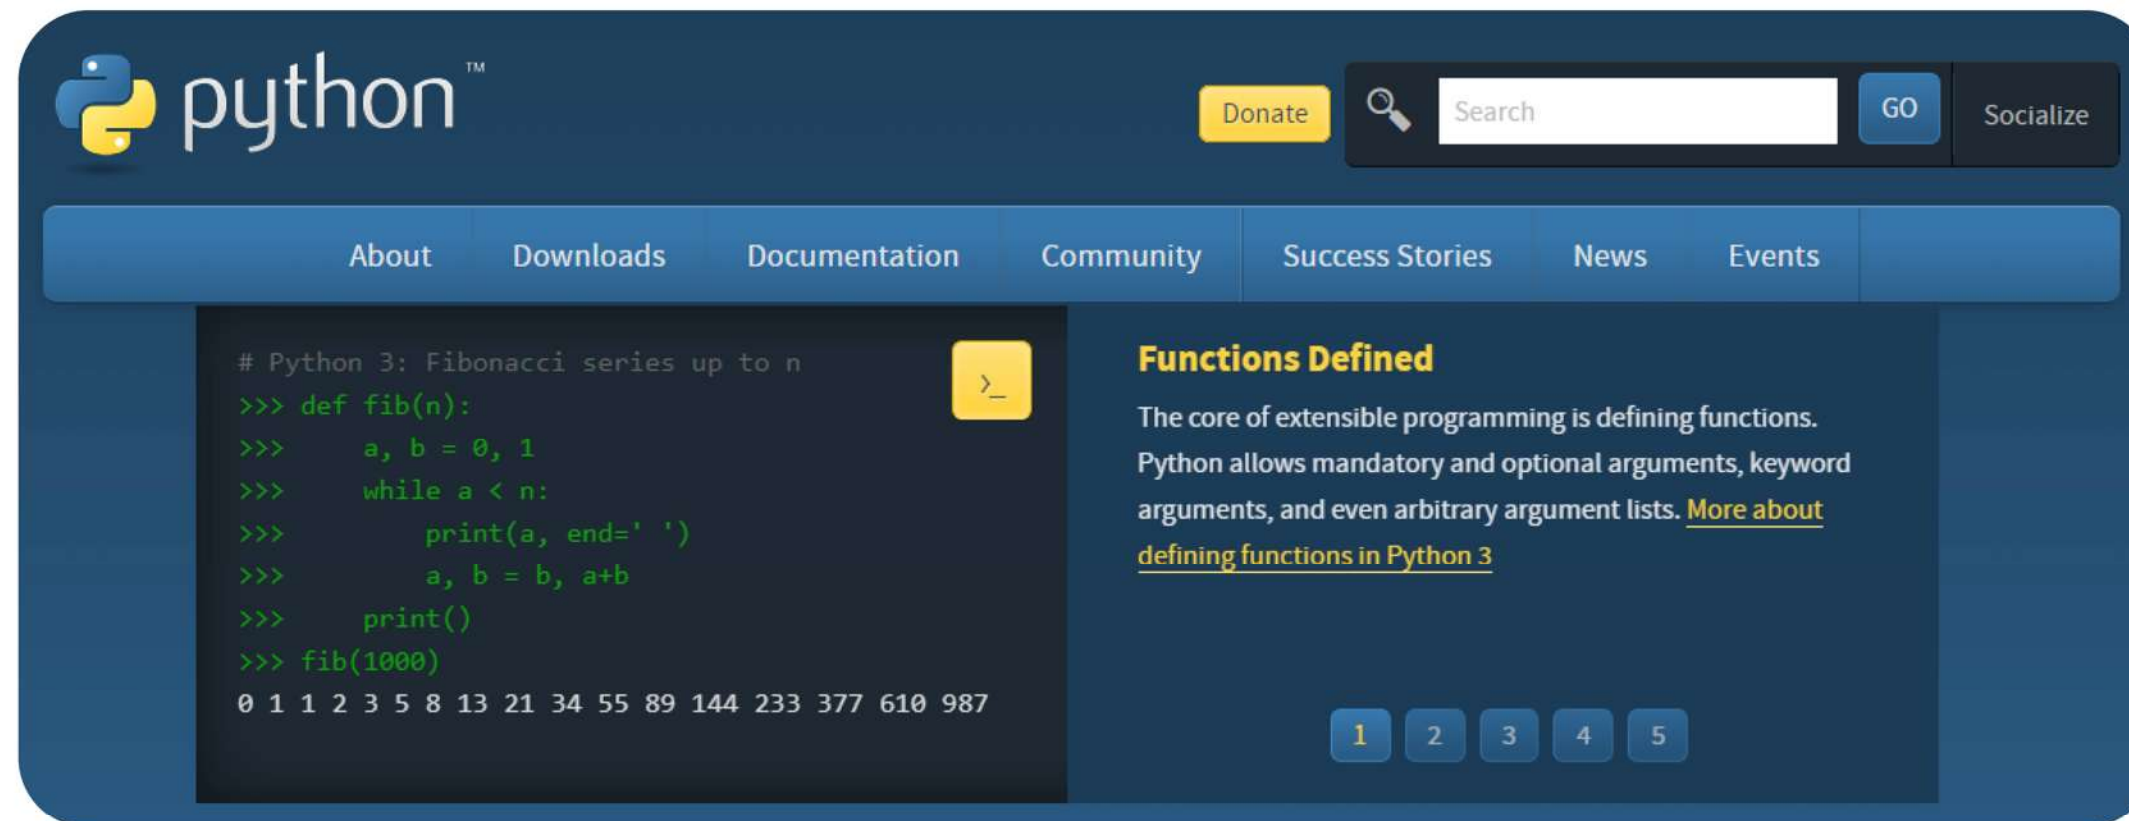 python™
Donate
Search
GO
Socialize
About Downloads Documentation Community Success Stories News Events
# Python 3: Fibonacci series up to n
>>> def fib(n):
>>>     a, b = 0, 1
>>>     while a < n:
>>>         print(a, end=' ')
>>>         a, b = b, a+b
>>>     print()
>>> fib(1000)
0 1 1 2 3 5 8 13 21 34 55 89 144 233 377 610 987
>_
Functions Defined
The core of extensible programming is defining functions.
Python allows mandatory and optional arguments, keyword
arguments, and even arbitrary argument lists. More about
defining functions in Python 3
1 2 3 4 5